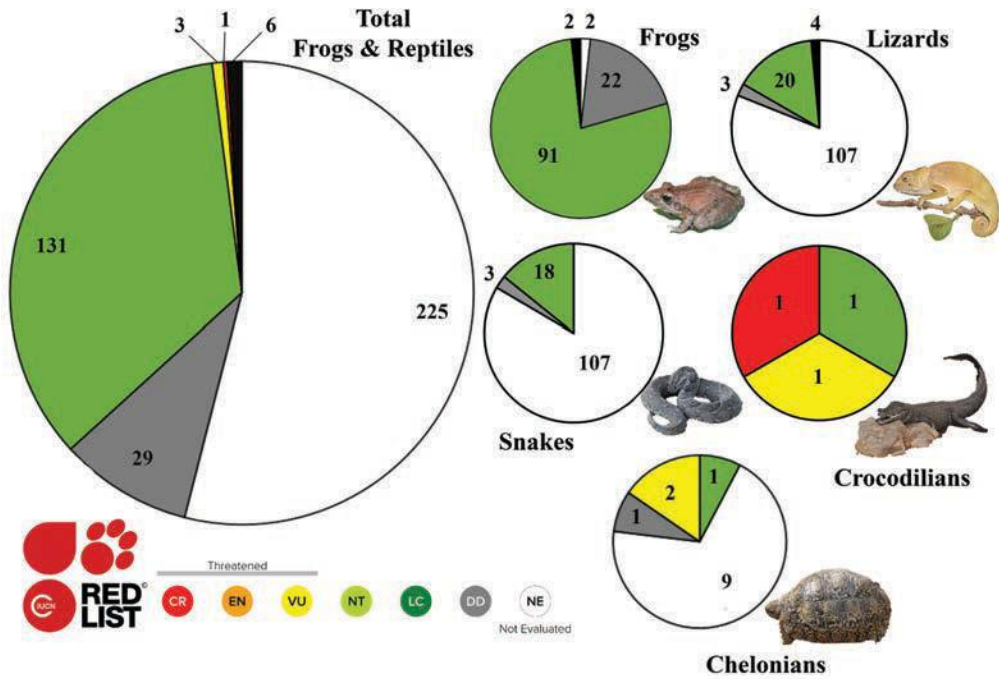 Total
Frogs & Reptiles
3
1
6
131
225
29
Frogs
2
2
22
91
Lizards
4
3
20
107
Snakes
3
18
107
Crocodilians
1
1
1
Chelonians
2
1
1
9
IUCN
RED
LIST
©
Threatened
CR
EN
VU
NT
LC
DD
NE
Not Evaluated